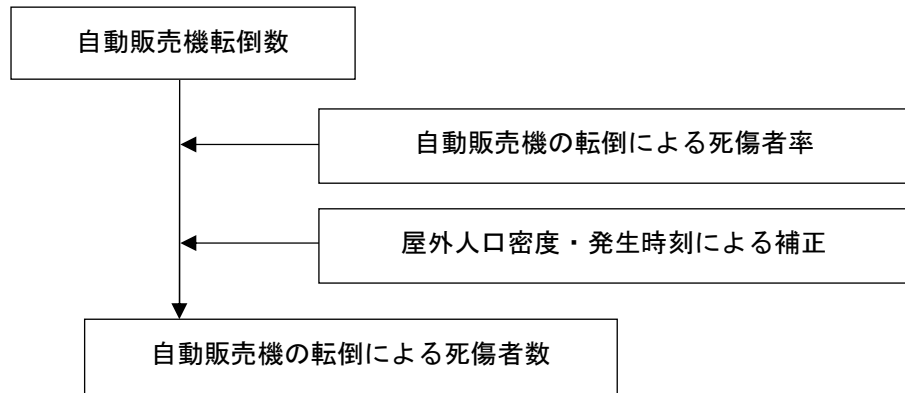 自動販売機転倒数
自動販売機の転倒による死傷者率
屋外人口密度・発生時刻による補正
自動販売機の転倒による死傷者数